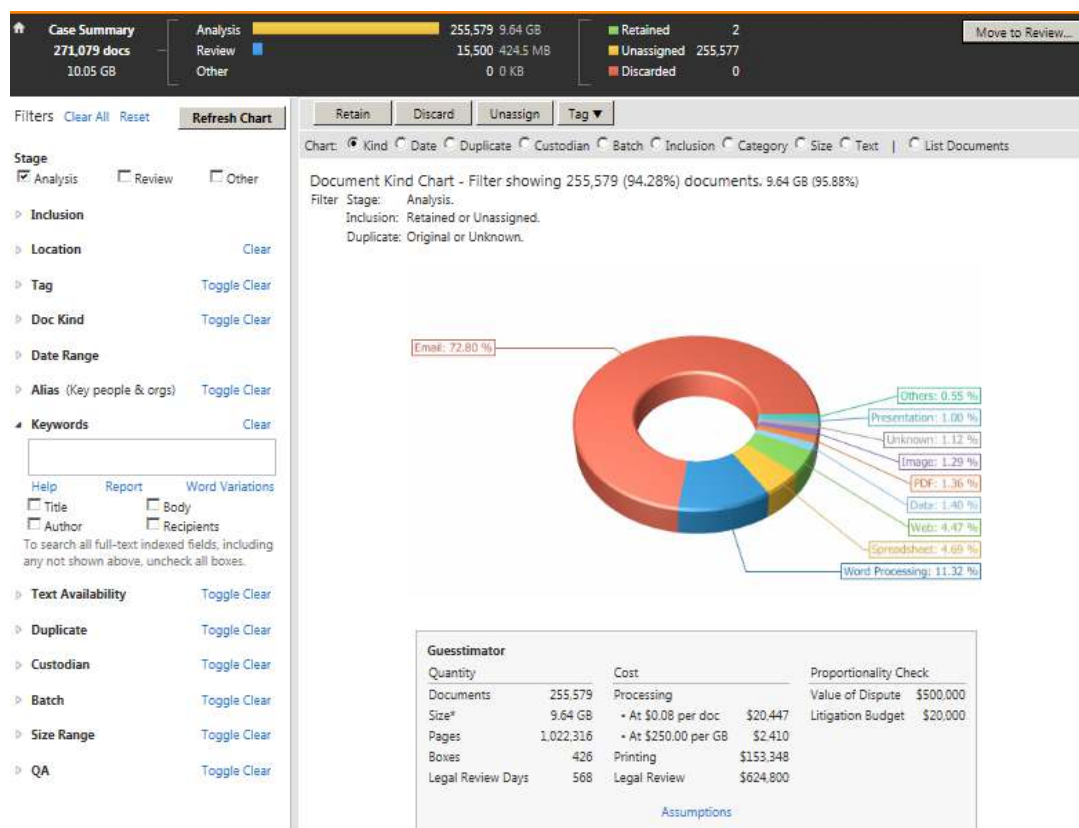 Case Summary
271,079 docs
10.05 GB
Analysis 255,579 9.64 GB
Review 15,500 424.5 MB
Other 0 0 KB
Retained 2
Unassigned 255,577
Discarded 0
Move to Review...
Filters Clear All Reset Refresh Chart
Stage
Analysis Review Other
Inclusion
Location Clear
Tag Toggle Clear
Doc Kind Toggle Clear
Date Range
Alias (Key people & orgs) Toggle Clear
Keywords Clear
Help Report Word Variations
Title Body
Author Recipients
To search all full-text indexed fields, including
any not shown above, uncheck all boxes.
Text Availability Toggle Clear
Duplicate Toggle Clear
Custodian Toggle Clear
Batch Toggle Clear
Size Range Toggle Clear
QA Toggle Clear
Retain Discard Unassign Tag ▼
Chart: Kind Date Duplicate Custodian Batch Inclusion Category Size Text | List Documents
Document Kind Chart - Filter showing 255,579 (94.28%) documents. 9.64 GB (95.88%)
Filter Stage: Analysis.
Inclusion: Retained or Unassigned.
Duplicate: Original or Unknown.
Email: 72.80 %
Others: 0.55 %
Presentation: 1.00 %
Unknown: 1.12 %
Image: 1.29 %
PDF: 1.36 %
Data: 1.40 %
Web: 4.47 %
Spreadsheet: 4.69 %
Word Processing: 11.32 %
Guesstimator
Quantity Cost Proportionality Check
Documents 255,579 Processing Value of Dispute $500,000
Size* 9.64 GB • At $0.08 per doc $20,447 Litigation Budget $20,000
Pages 1,022,316 • At $250.00 per GB $2,410
Boxes 426 Printing $153,348
Legal Review Days 568 Legal Review $624,800
Assumptions